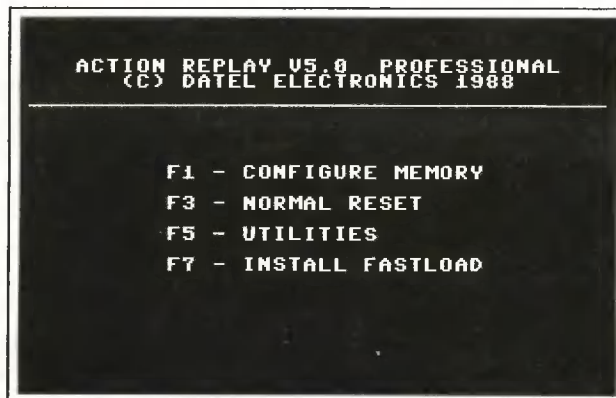 ACTION REPLAY V5.0 PROFESSIONAL
(C) DATEL ELECTRONICS 1988
F1 - CONFIGURE MEMORY
F3 - NORMAL RESET
F5 - UTILITIES
F7 - INSTALL FASTLOAD